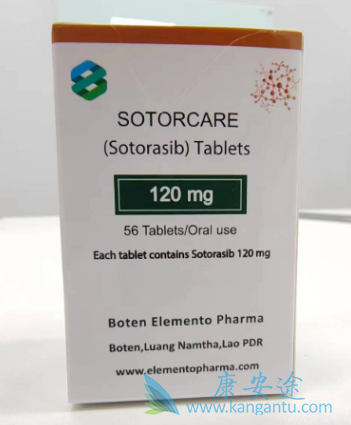 SOTORCARE
(Sotorasib) Tablets
120 mg
56 Tablets/Oral use
Each tablet contains Sotorasib 120 mg
Boten Elemento Pharma
Boten,Luang Namtha,Lao PDR
www.elementopharma.com
康安途
www.kangantu.com